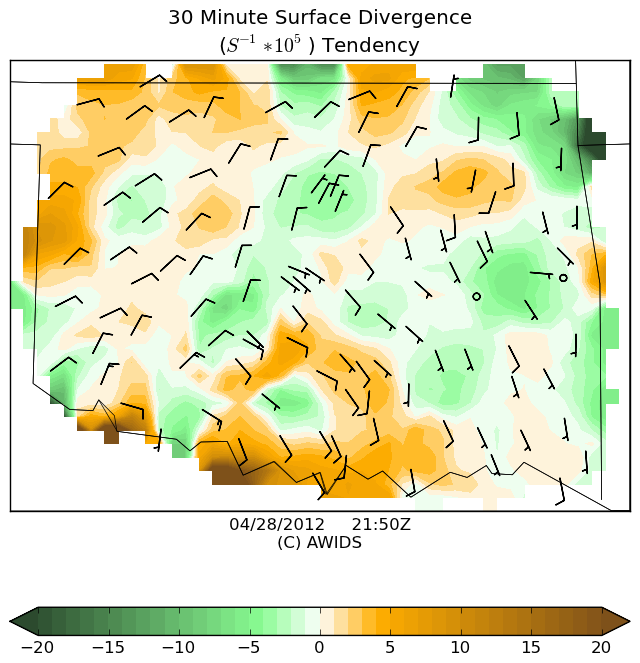 30 Minute Surface Divergence
(S⁻¹ *10⁵ ) Tendency
04/28/2012 21:50Z
(C) AWIDS
−20 −15 −10 −5 0 5 10 15 20